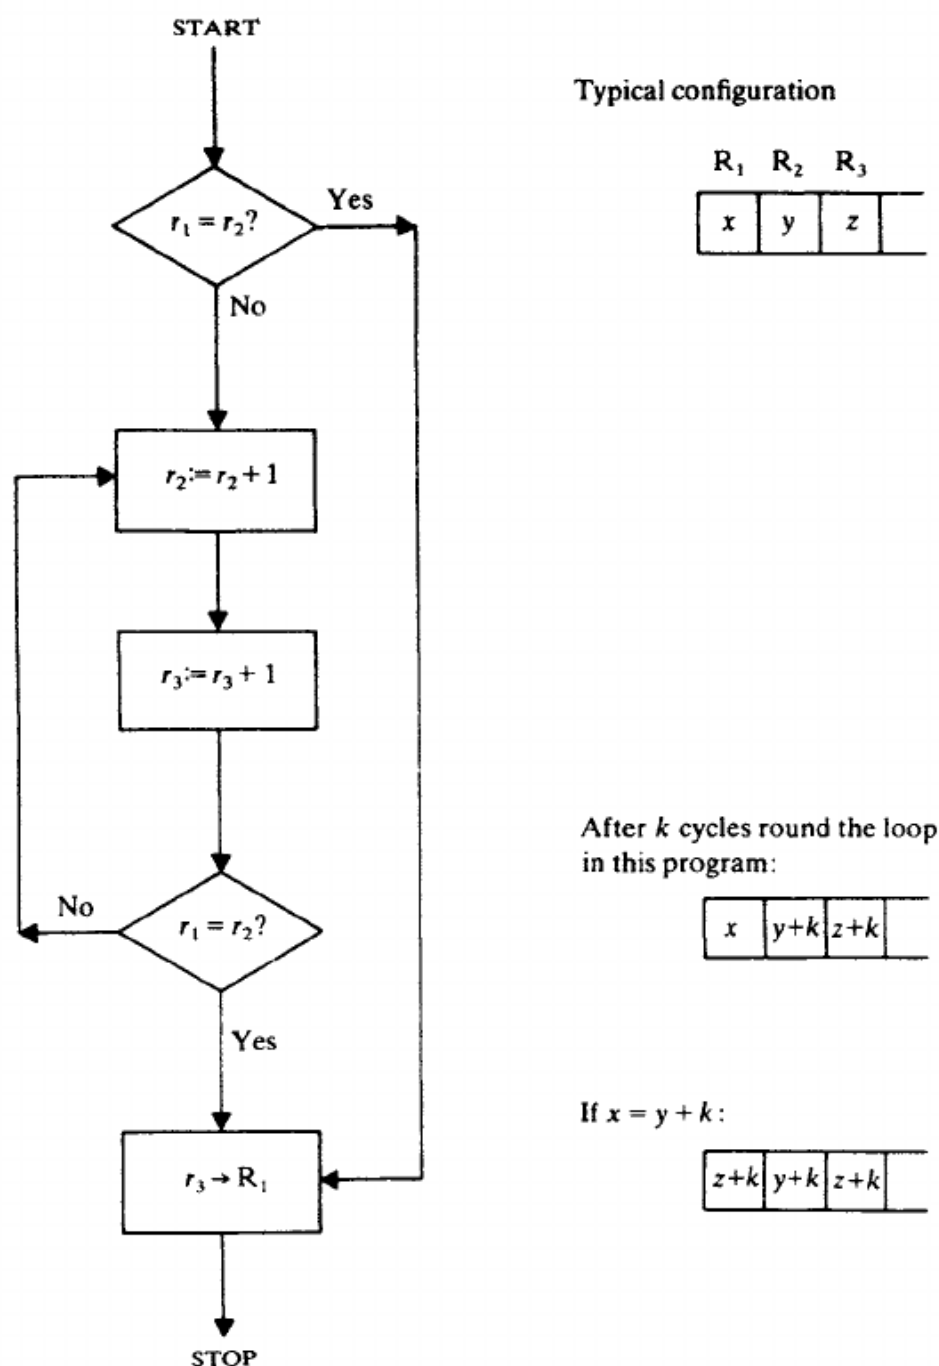 START
Typical configuration
R₁ R₂ R₃
x y z
r₁ = r₂?
Yes
No
r₂:= r₂ + 1
r₃:= r₃ + 1
After k cycles round the loop
in this program:
x y+k z+k
No
r₁ = r₂?
Yes
If x = y + k:
z+k y+k z+k
r₃ → R₁
STOP